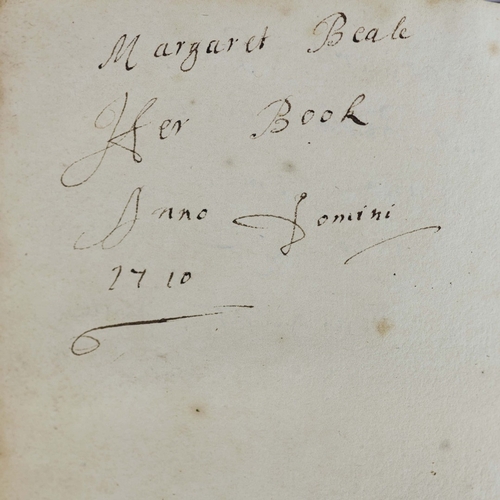 Margaret Beale
Her Book
Anno Domini
1710